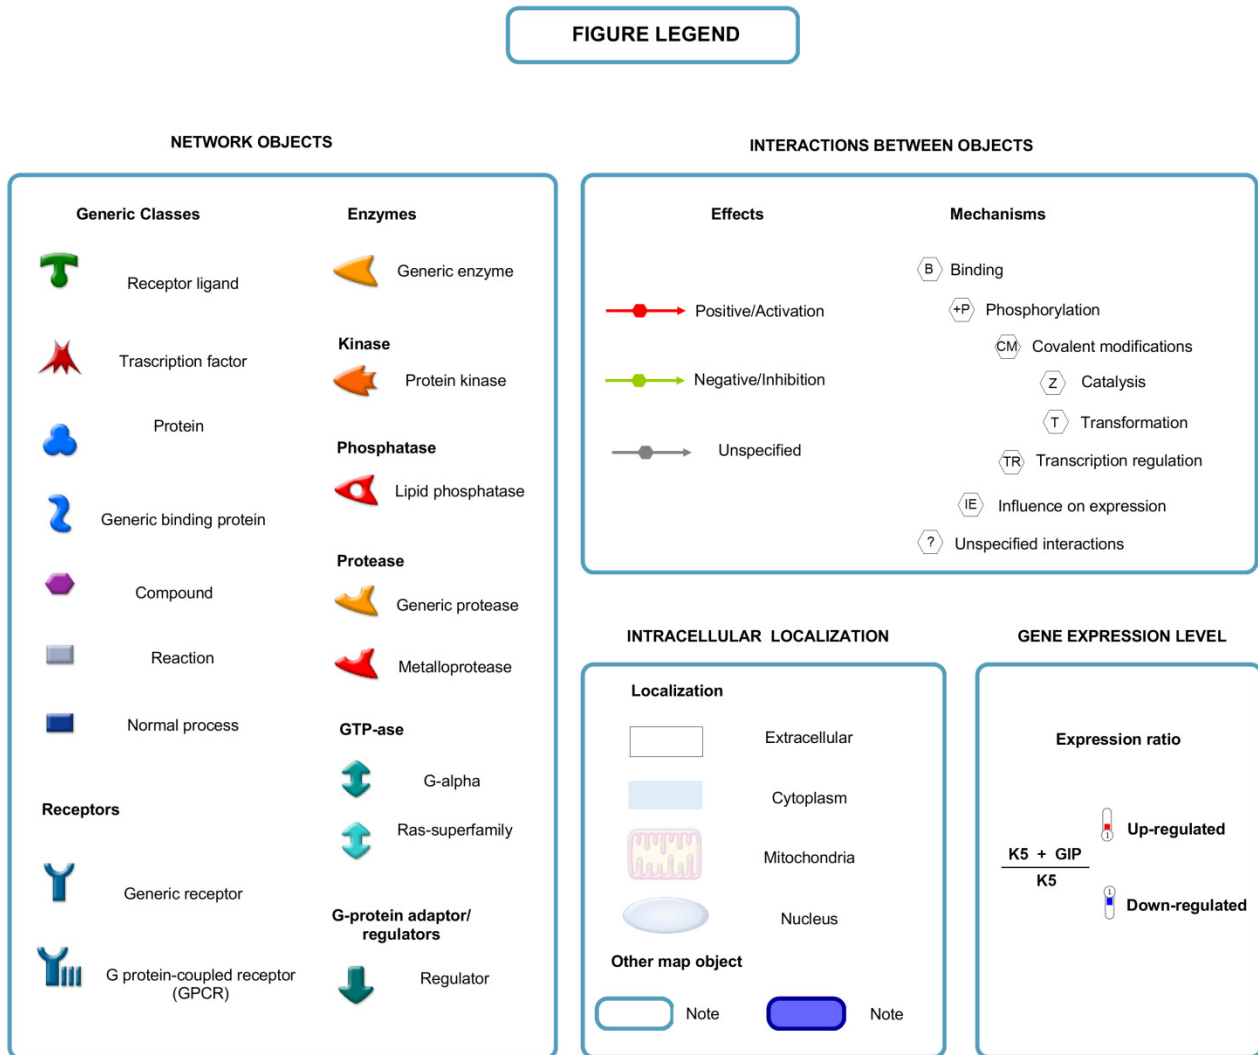 FIGURE LEGEND
NETWORK OBJECTS
Generic Classes
Receptor ligand
Trascription factor
Protein
Generic binding protein
Compound
Reaction
Normal process
Receptors
Generic receptor
G protein-coupled receptor
(GPCR)
Enzymes
Generic enzyme
Kinase
Protein kinase
Phosphatase
Lipid phosphatase
Protease
Generic protease
Metalloprotease
GTP-ase
G-alpha
Ras-superfamily
G-protein adaptor/
regulators
Regulator
INTERACTIONS BETWEEN OBJECTS
Effects
Positive/Activation
Negative/Inhibition
Unspecified
Mechanisms
B Binding
+P Phosphorylation
CM Covalent modifications
Z Catalysis
T Transformation
TR Transcription regulation
IE Influence on expression
? Unspecified interactions
INTRACELLULAR LOCALIZATION
Localization
Extracellular
Cytoplasm
Mitochondria
Nucleus
Other map object
Note
Note
GENE EXPRESSION LEVEL
Expression ratio
K5 + GIP
K5
1 Up-regulated
1 Down-regulated